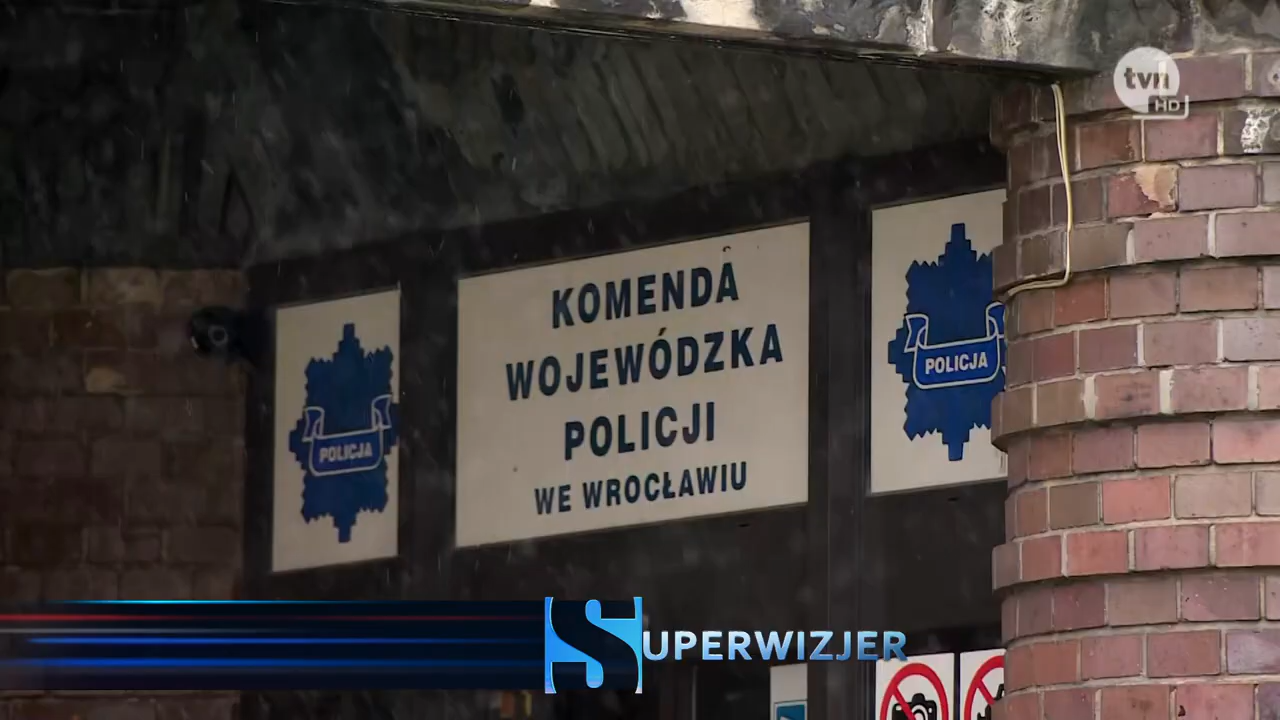 tvn
HD
KOMENDA
WOJEWÓDZKA
POLICJI
WE WROCŁAWIU
POLICJA
POLICJA
SUPERWIZJER